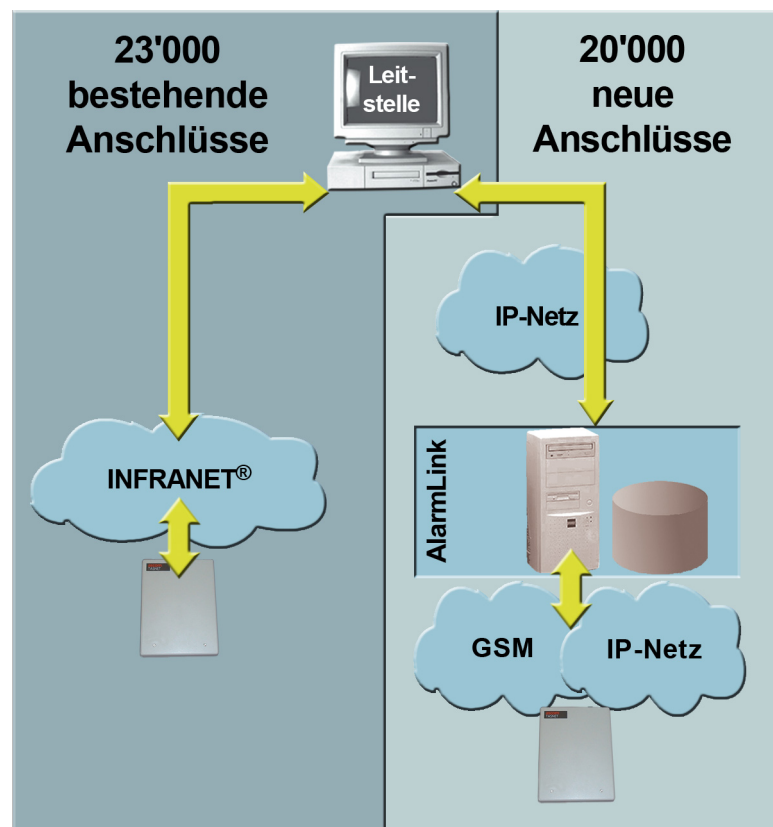 23'000
bestehende
Anschlüsse
Leit-
stelle
20'000
neue
Anschlüsse
IP-Netz
INFRANET®
AlarmLink
GSM
IP-Netz